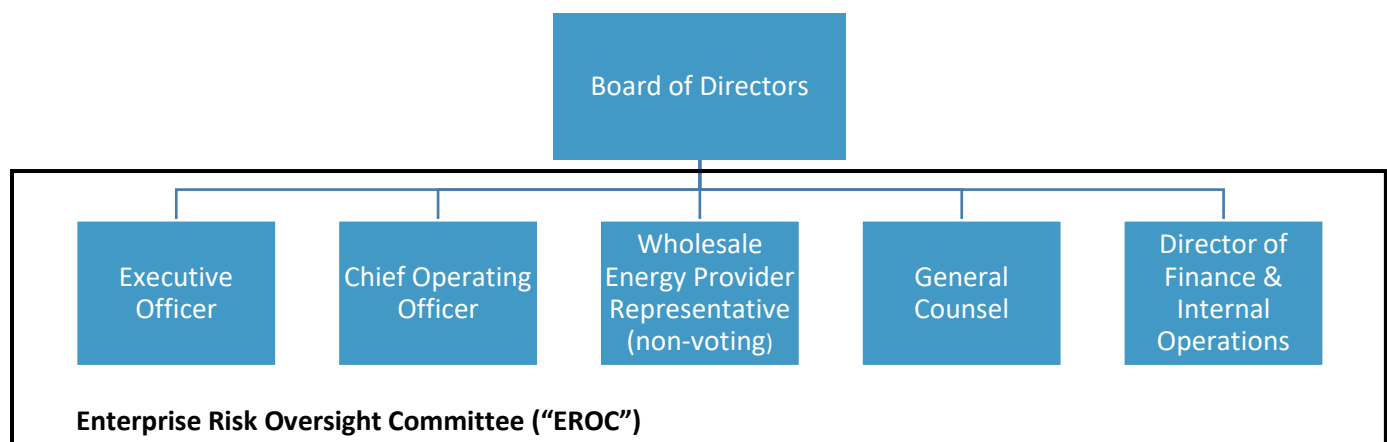 Board of Directors
Executive
Officer
Chief Operating
Officer
Wholesale
Energy Provider
Representative
(non-voting)
General
Counsel
Director of
Finance &
Internal
Operations
Enterprise Risk Oversight Committee (“EROC”)